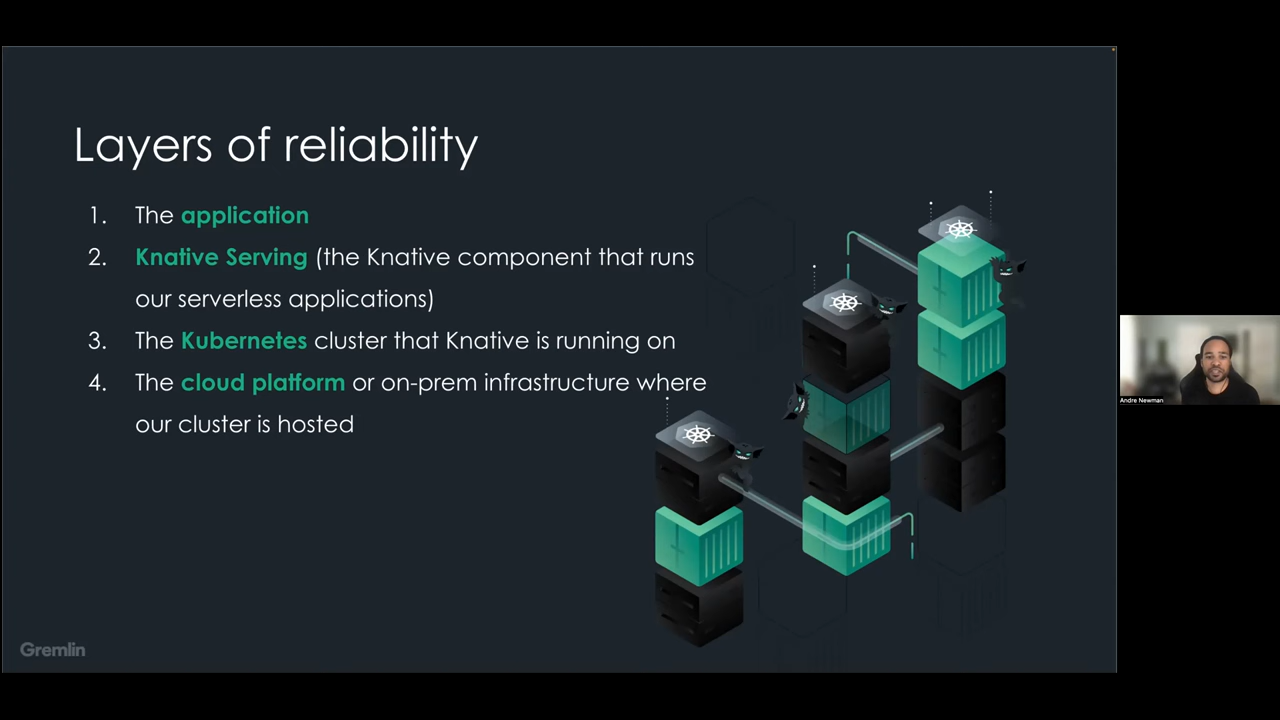 Layers of reliability
1. The application
2. Knative Serving (the Knative component that runs
our serverless applications)
3. The Kubernetes cluster that Knative is running on
4. The cloud platform or on-prem infrastructure where
our cluster is hosted
Gremlin
Andre Newman